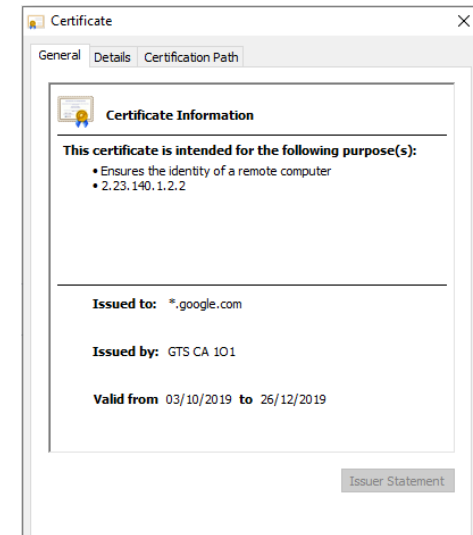 Certificate
General Details Certification Path
Certificate Information
This certificate is intended for the following purpose(s):
• Ensures the identity of a remote computer
• 2.23.140.1.2.2
Issued to: *.google.com
Issued by: GTS CA 1O1
Valid from 03/10/2019 to 26/12/2019
Issuer Statement